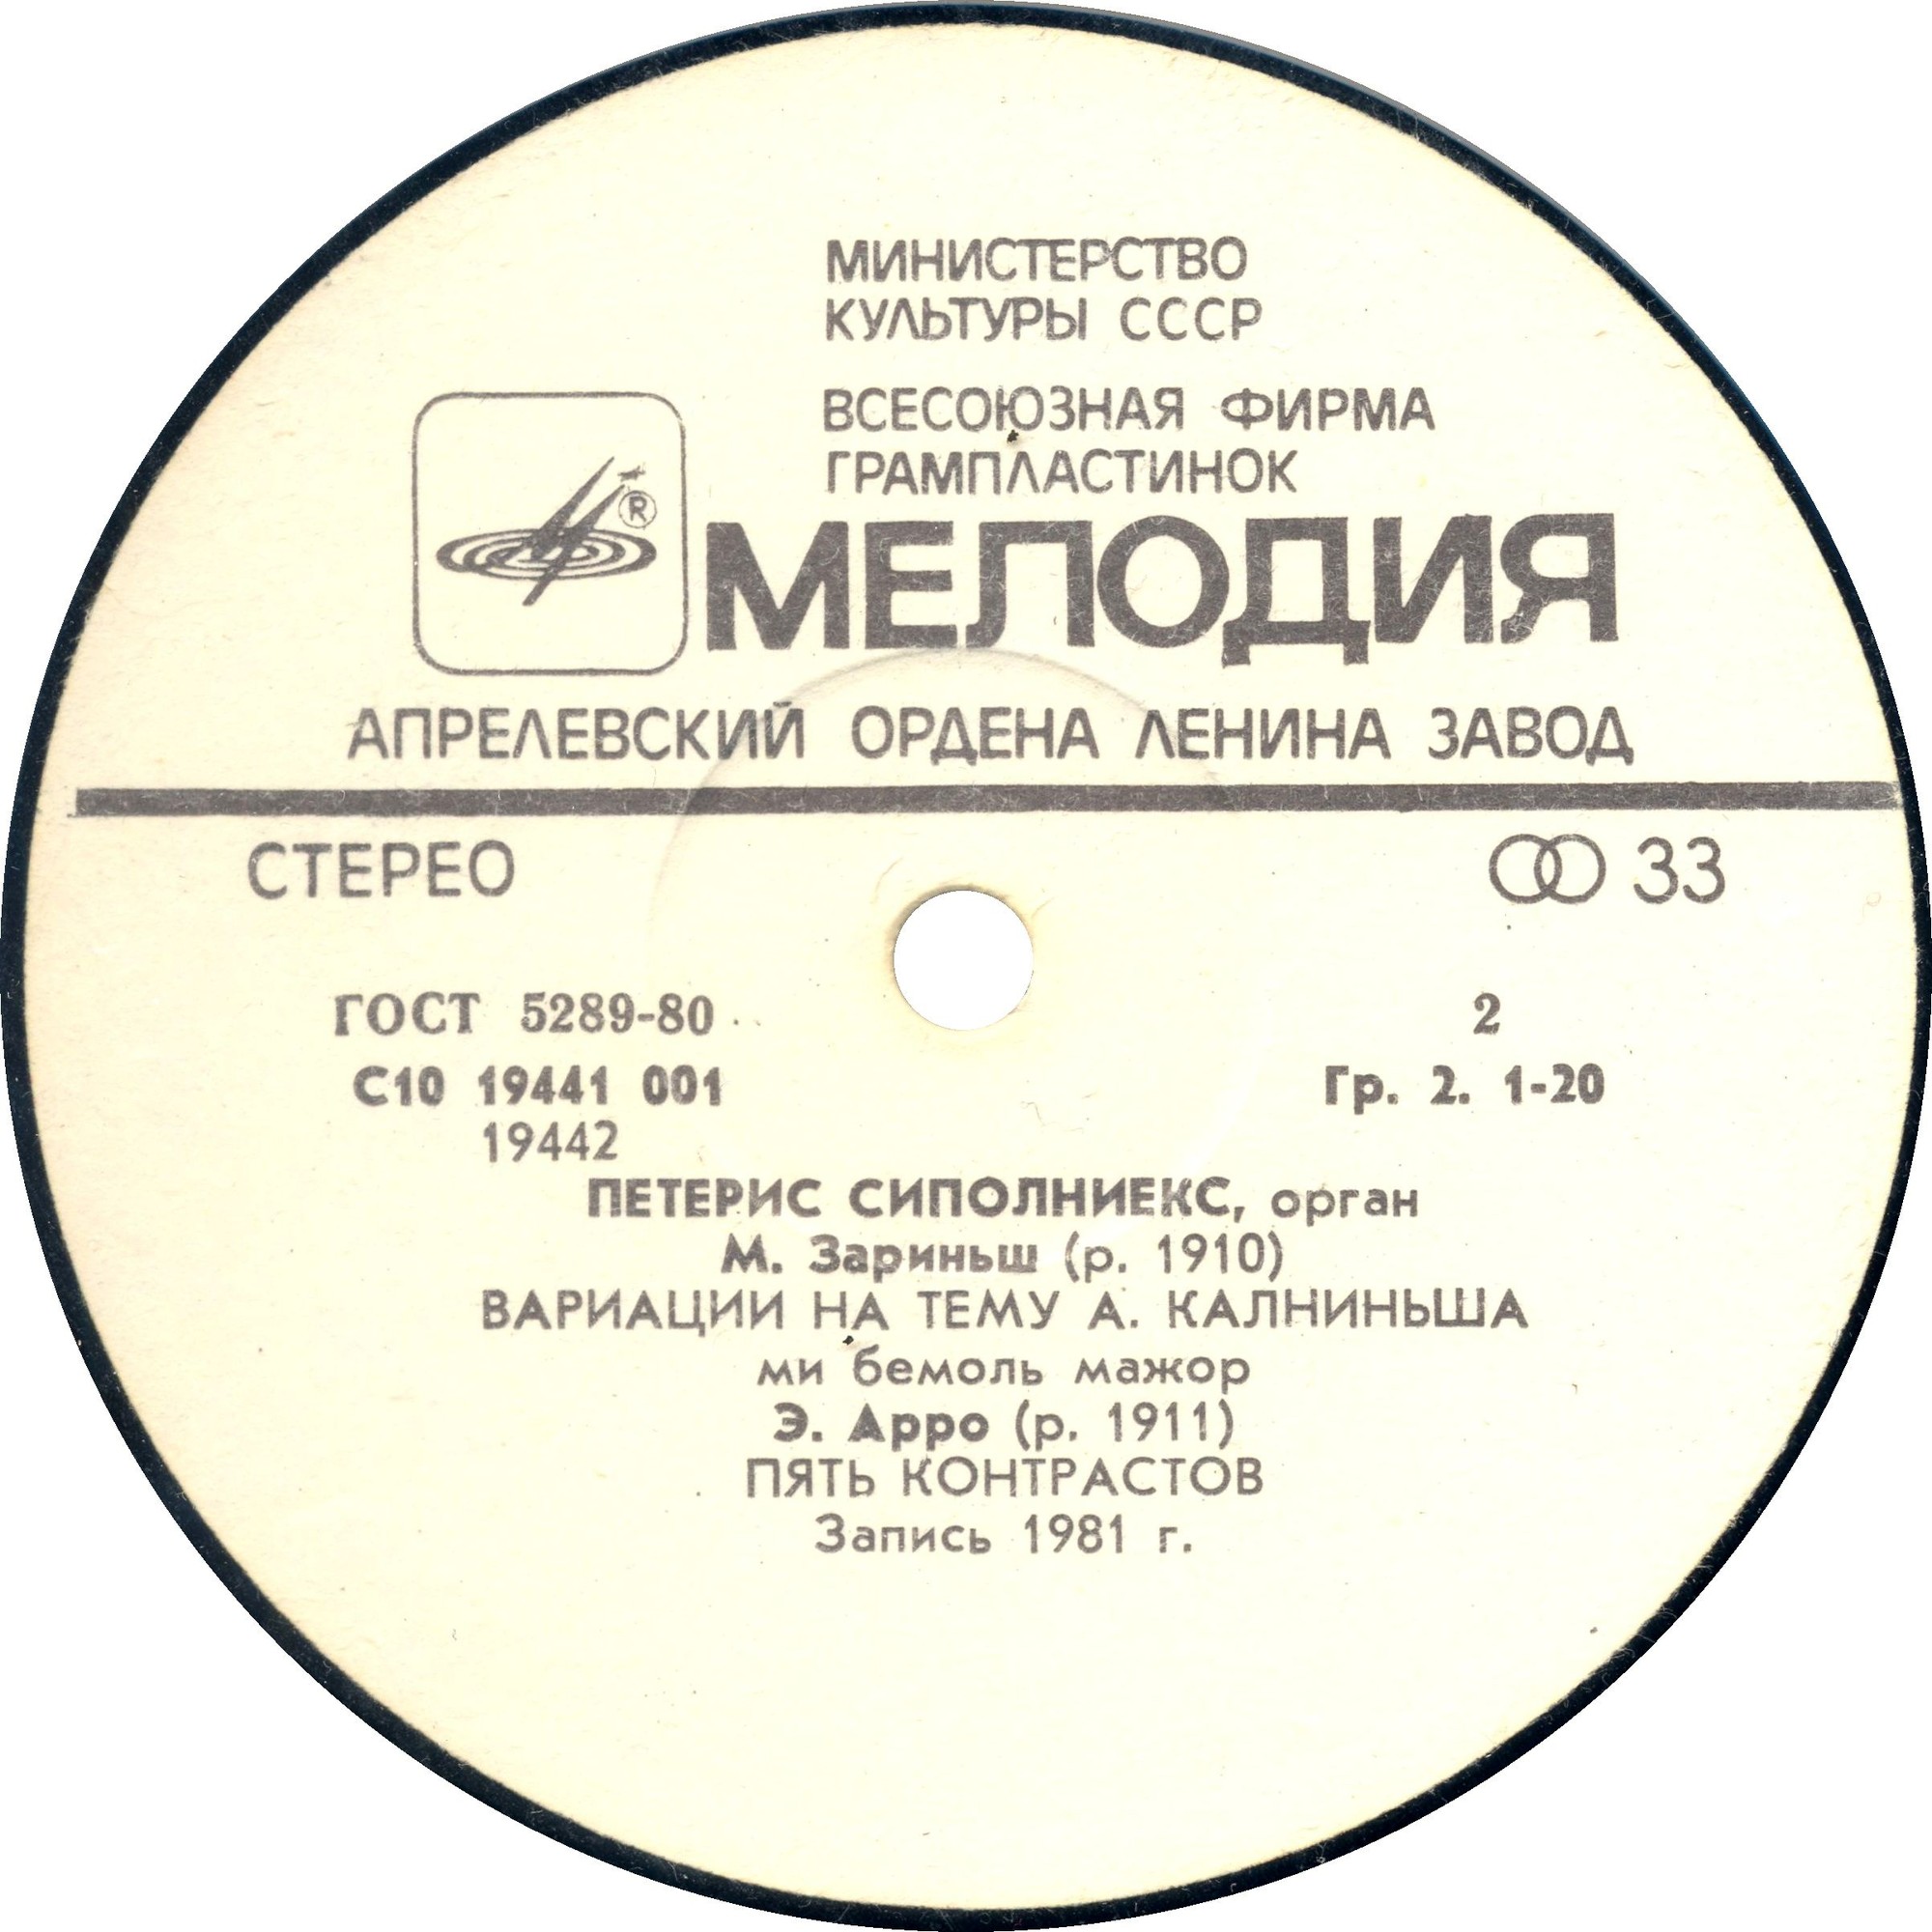 МИНИСТЕРСТВО
КУЛЬТУРЫ СССР
ВСЕСОЮЗНАЯ ФИРМА
ГРАМПЛАСТИНОК
®
МЕЛОДИЯ
АПРЕЛЕВСКИЙ ОРДЕНА ЛЕНИНА ЗАВОД
СТЕРЕО
33
ГОСТ 5289-80
2
С10 19441 001
Гр. 2. 1-20
19442
ПЕТЕРИС СИПОЛНИЕКС, орган
М. Зариньш (р. 1910)
ВАРИАЦИИ НА ТЕМУ А. КАЛНИНЬША
ми бемоль мажор
Э. Арро (р. 1911)
ПЯТЬ КОНТРАСТОВ
Запись 1981 г.